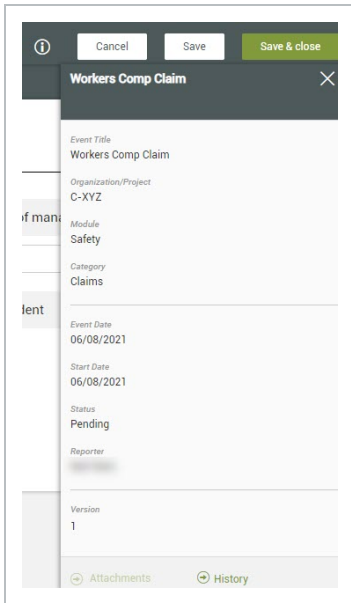 Cancel
Save
Save & close
Workers Comp Claim
Event Title
Workers Comp Claim
Organization/Project
C-XYZ
of mana
Module
Safety
Category
Claims
dent
Event Date
06/08/2021
Start Date
06/08/2021
Status
Pending
Reporter
Version
1
Attachments
History